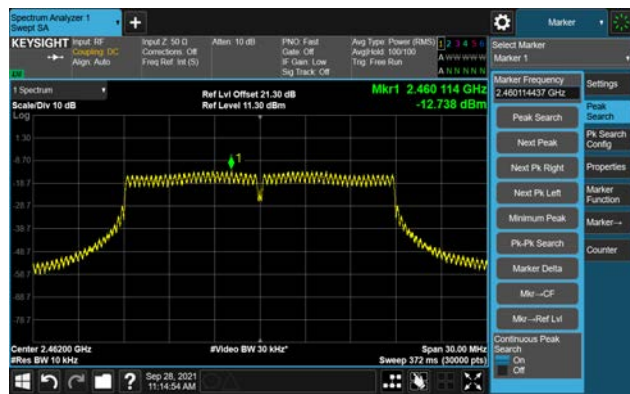 Spectrum Analyzer 1
Swept SA
Marker
KEYSIGHT
Input: RF
Coupling: DC
Align: Auto
Input Z: 50 Ω
Corrections: Off
Freq Ref: Int (S)
Atten: 10 dB
PNO: Fast
Gate: Off
IF Gain: Low
Sig Track: Off
Avg Type: Power (RMS)
Avg|Hold: 100/100
Trig: Free Run
1 2 3 4 5 6
A W W W W W
A N N N N N
Select Marker
Marker 1
1 Spectrum
Scale/Div 10 dB
Log
Ref Lvl Offset 21.30 dB
Ref Level 11.30 dBm
Mkr1 2.460 114 GHz
-12.738 dBm
1.30
-8.70
-18.7
-28.7
-38.7
-48.7
-58.7
-68.7
-78.7
1
Center 2.46200 GHz
#Res BW 10 kHz
#Video BW 30 kHz*
Span 30.00 MHz
Sweep 372 ms (30000 pts)
Marker Frequency
2.460114437 GHz
Peak Search
Next Peak
Next Pk Right
Next Pk Left
Minimum Peak
Pk-Pk Search
Marker Delta
Mkr→CF
Mkr→Ref Lvl
Continuous Peak
Search
On
Off
Settings
Peak
Search
Pk Search
Config
Properties
Marker
Function
Marker→
Counter
?
Sep 28, 2021
11:14:54 AM